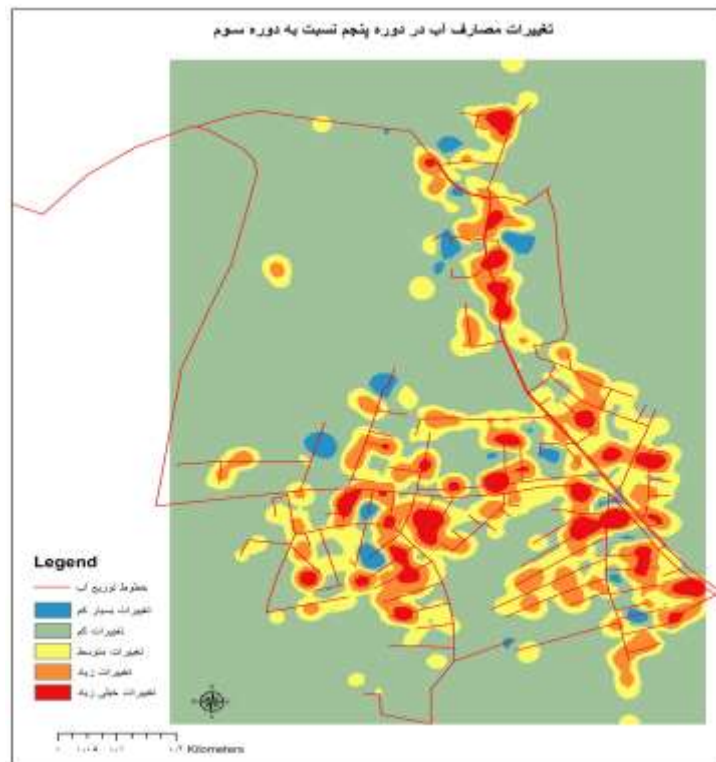 تغییرات مصارف آب در دوره پنجم نسبت به دوره سوم
Legend
خطوط توزیع آب
تغییرات بسیار کم
تغییرات کم
تغییرات متوسط
تغییرات زیاد
تغییرات خیلی زیاد
Kilometers